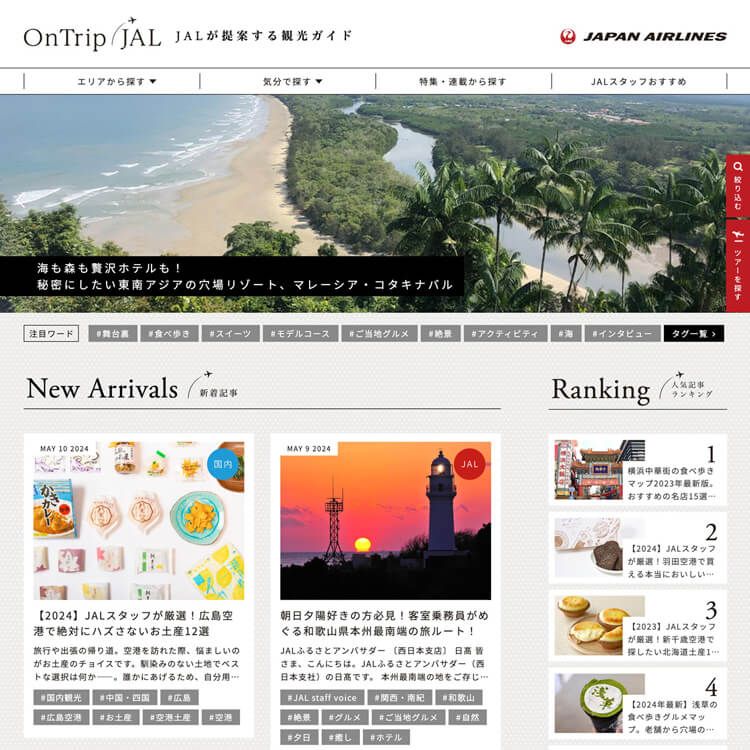 OnTrip JAL JALが提案する観光ガイド
JAPAN AIRLINES
エリアから探す▼
気分で探す▼
特集・連載から探す
JALスタッフおすすめ
絞り込む
ツアーを探す
海も森も贅沢ホテルも！
秘密にしたい東南アジアの穴場リゾート、マレーシア・コタキナバル
注目ワード #舞台裏 #食べ歩き #スイーツ #モデルコース #ご当地グルメ #絶景 #アクティビティ #海 #インタビュー タグ一覧 ›
New Arrivals 新着記事
MAY 10 2024
国内
【2024】JALスタッフが厳選！広島空
港で絶対にハズさないお土産12選
旅行や出張の帰り道。空港を訪れた際、悩ましいの
がお土産のチョイスです。馴染みのない土地でベス
トな選択は何か──。誰かにあげるため、自分用…
#国内観光 #中国・四国 #広島
#広島空港 #お土産 #空港土産 #空港
MAY 9 2024
JAL
朝日夕陽好きの方必見！客室乗務員がめ
ぐる和歌山県本州最南端の旅ルート！
JALふるさとアンバサダー ［西日本支店］ 日髙 皆
さま、こんにちは。JALふるさとアンバサダー（西
日本支社）の日髙です。 本州最南端の地をご存じ…
#JAL staff voice #関西・南紀 #和歌山
#絶景 #グルメ #ご当地グルメ #自然
#夕日 #癒し #ホテル
Ranking 人気記事
ランキング
1
横浜中華街の食べ歩き
マップ2023年最新版。
おすすめの名店15選…
2
【2024】JALスタッフ
が厳選！羽田空港で買
える本当においしい…
3
【2023】JALスタッフ
が厳選！新千歳空港で
探したい北海道土産1…
4
【2024年最新】浅草の
食べ歩きグルメマッ
プ。老舗から穴場の…